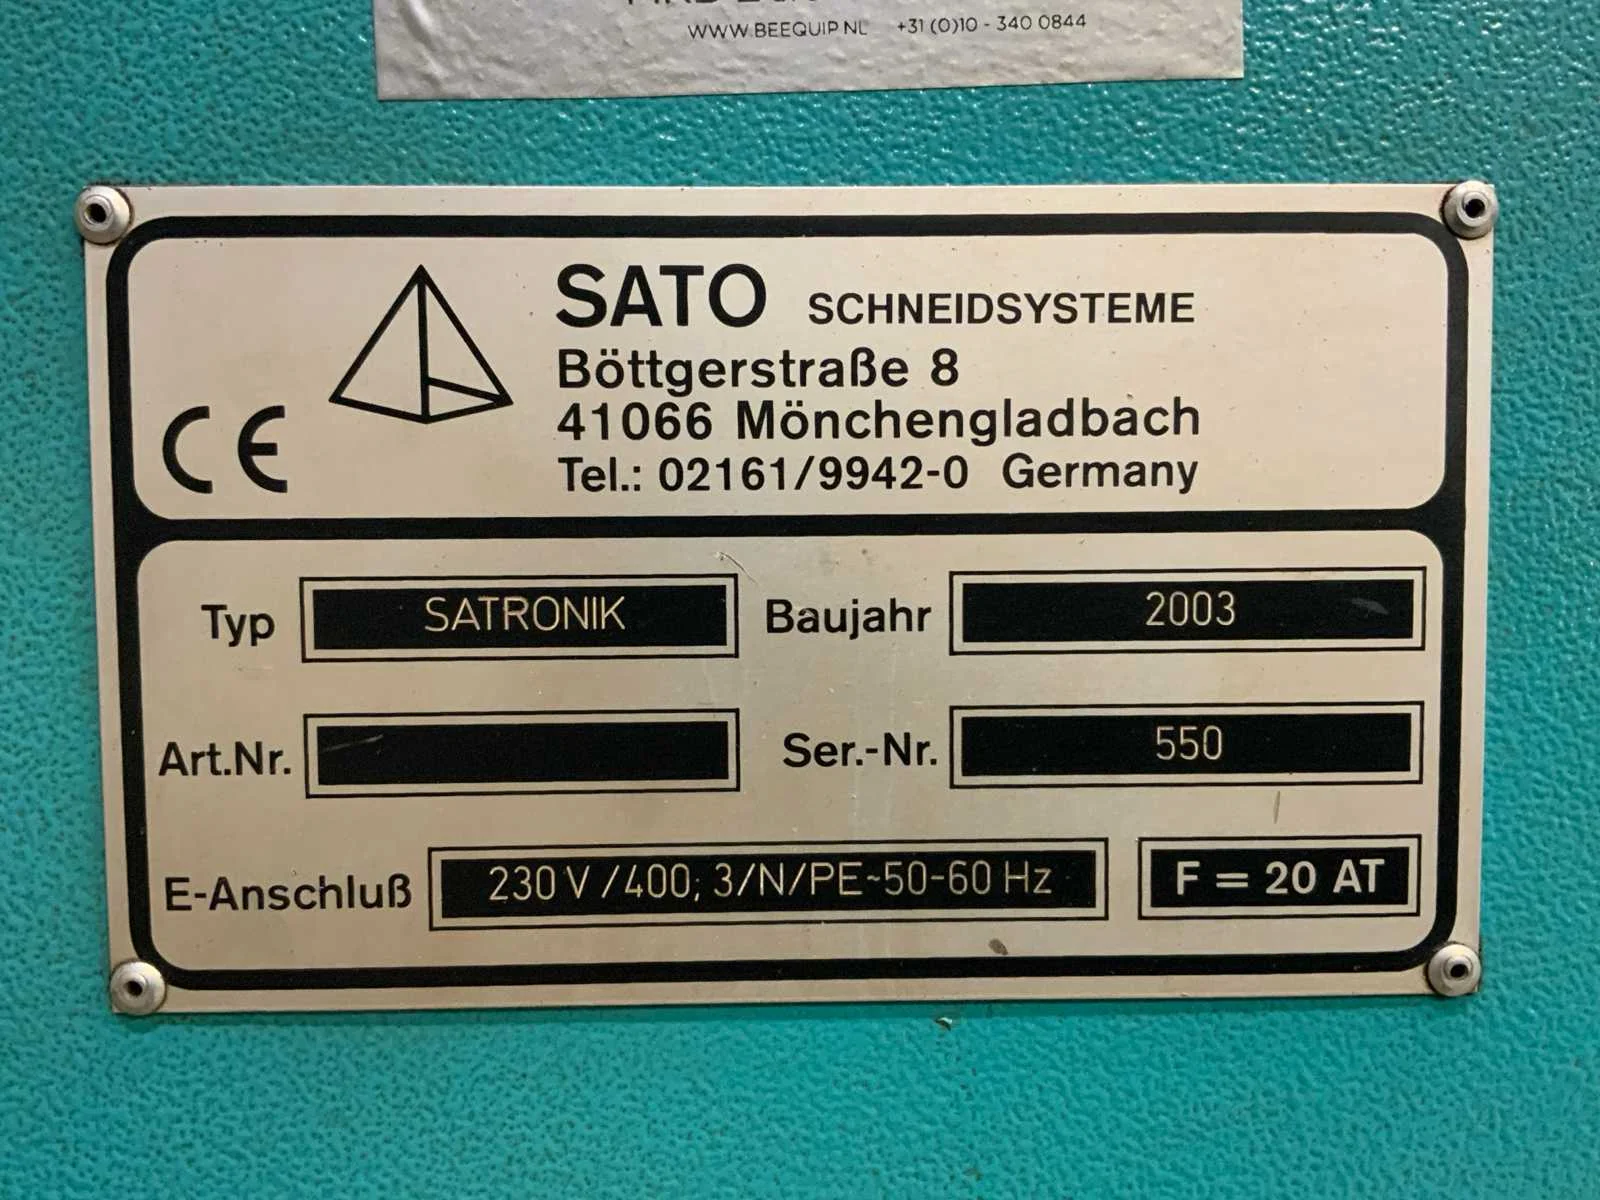 WWW.BEEQUIP.NL +31 (0)10 - 340 0844
SATO SCHNEIDSYSTEME
Böttgerstraße 8
41066 Mönchengladbach
Tel.: 02161/9942-0 Germany
CE
Typ SATRONIK Baujahr 2003
Art.Nr. Ser.-Nr. 550
E-Anschluß 230 V /400; 3/N/PE~50-60 Hz F = 20 AT